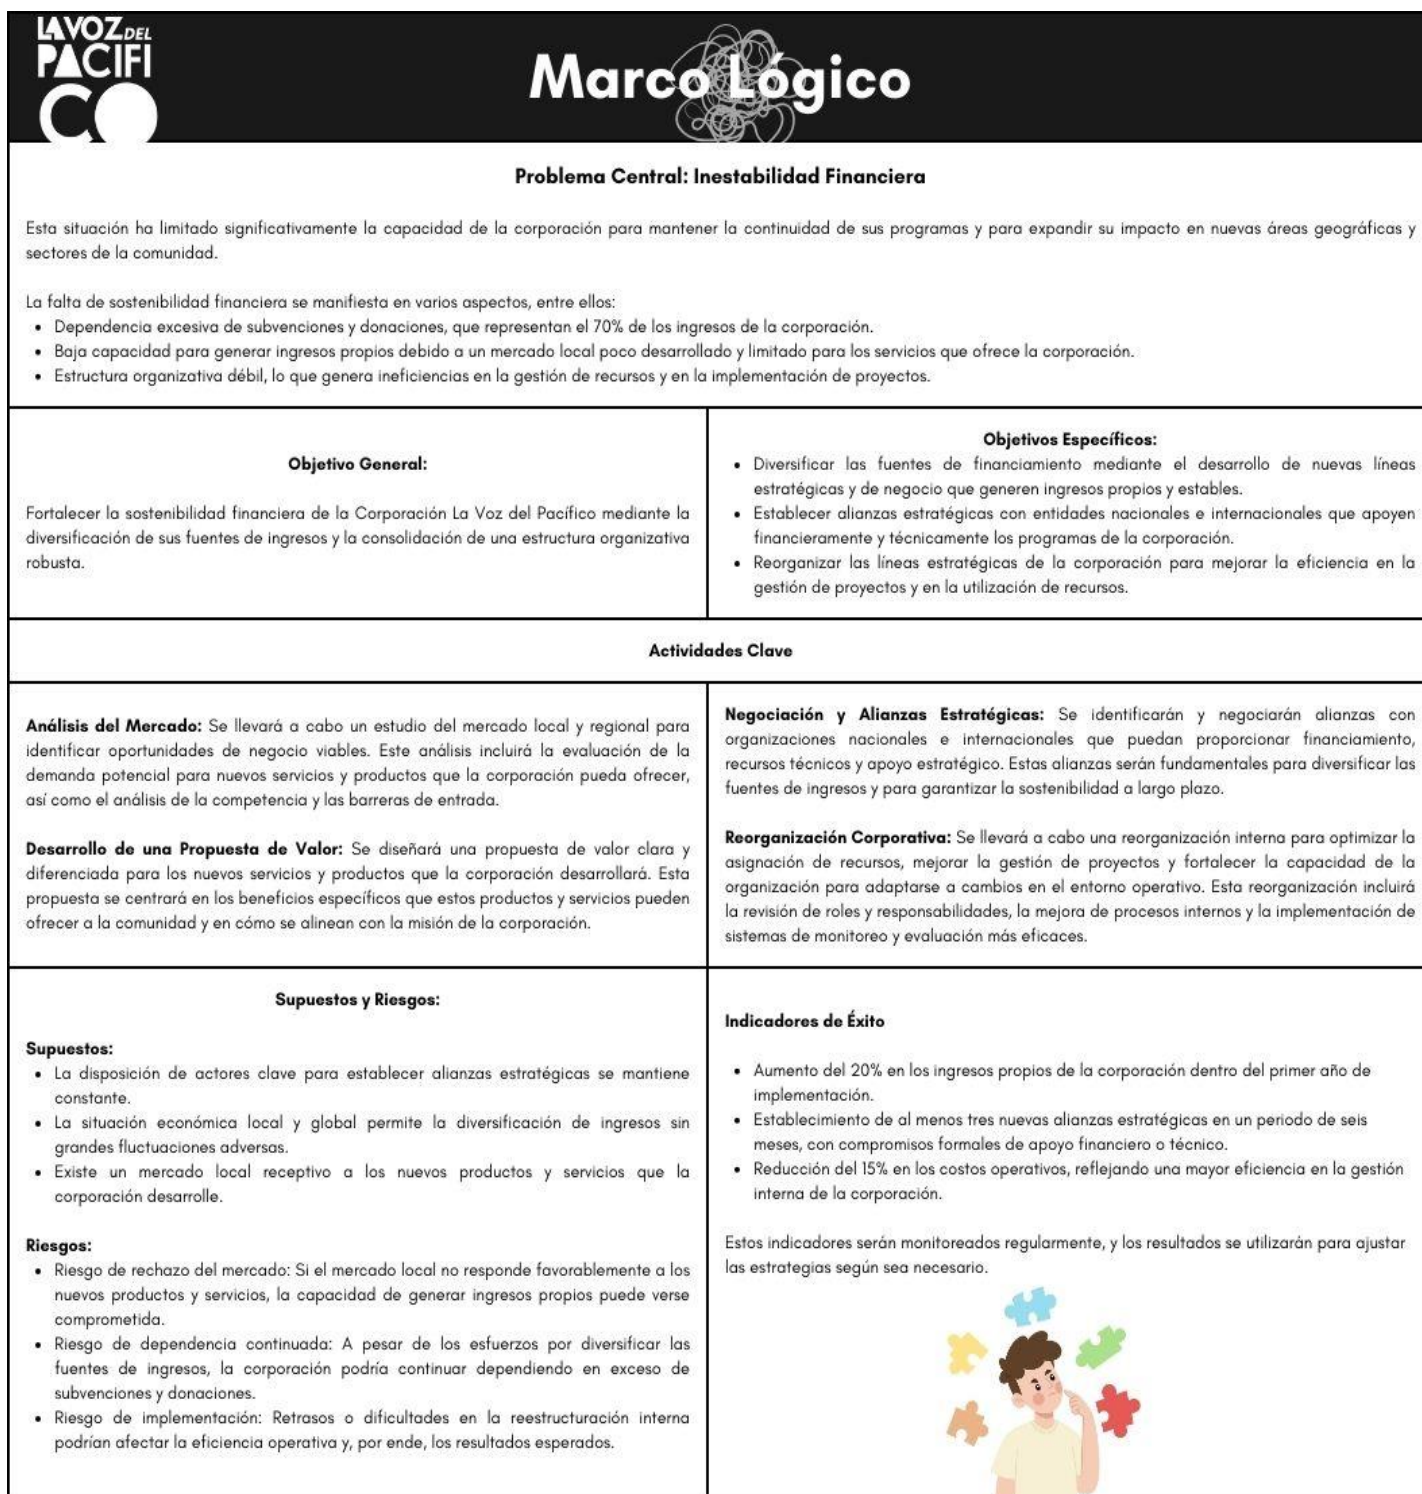 LA VOZ DEL
PACIFI
CO
Marco Lógico
Problema Central: Inestabilidad Financiera
Esta situación ha limitado significativamente la capacidad de la corporación para mantener la continuidad de sus programas y para expandir su impacto en nuevas áreas geográficas y
sectores de la comunidad.
La falta de sostenibilidad financiera se manifiesta en varios aspectos, entre ellos:
• Dependencia excesiva de subvenciones y donaciones, que representan el 70% de los ingresos de la corporación.
• Baja capacidad para generar ingresos propios debido a un mercado local poco desarrollado y limitado para los servicios que ofrece la corporación.
• Estructura organizativa débil, lo que genera ineficiencias en la gestión de recursos y en la implementación de proyectos.
Objetivo General:
Fortalecer la sostenibilidad financiera de la Corporación La Voz del Pacífico mediante la
diversificación de sus fuentes de ingresos y la consolidación de una estructura organizativa
robusta.
Objetivos Específicos:
• Diversificar las fuentes de financiamiento mediante el desarrollo de nuevas líneas
estratégicas y de negocio que generen ingresos propios y estables.
• Establecer alianzas estratégicas con entidades nacionales e internacionales que apoyen
financieramente y técnicamente los programas de la corporación.
• Reorganizar las líneas estratégicas de la corporación para mejorar la eficiencia en la
gestión de proyectos y en la utilización de recursos.
Actividades Clave
Análisis del Mercado: Se llevará a cabo un estudio del mercado local y regional para
identificar oportunidades de negocio viables. Este análisis incluirá la evaluación de la
demanda potencial para nuevos servicios y productos que la corporación pueda ofrecer,
así como el análisis de la competencia y las barreras de entrada.
Desarrollo de una Propuesta de Valor: Se diseñará una propuesta de valor clara y
diferenciada para los nuevos servicios y productos que la corporación desarrollará. Esta
propuesta se centrará en los beneficios específicos que estos productos y servicios pueden
ofrecer a la comunidad y en cómo se alinean con la misión de la corporación.
Negociación y Alianzas Estratégicas: Se identificarán y negociarán alianzas con
organizaciones nacionales e internacionales que puedan proporcionar financiamiento,
recursos técnicos y apoyo estratégico. Estas alianzas serán fundamentales para diversificar las
fuentes de ingresos y para garantizar la sostenibilidad a largo plazo.
Reorganización Corporativa: Se llevará a cabo una reorganización interna para optimizar la
asignación de recursos, mejorar la gestión de proyectos y fortalecer la capacidad de la
organización para adaptarse a cambios en el entorno operativo. Esta reorganización incluirá
la revisión de roles y responsabilidades, la mejora de procesos internos y la implementación de
sistemas de monitoreo y evaluación más eficaces.
Supuestos y Riesgos:
Supuestos:
• La disposición de actores clave para establecer alianzas estratégicas se mantiene
constante.
• La situación económica local y global permite la diversificación de ingresos sin
grandes fluctuaciones adversas.
• Existe un mercado local receptivo a los nuevos productos y servicios que la
corporación desarrolle.
Riesgos:
• Riesgo de rechazo del mercado: Si el mercado local no responde favorablemente a los
nuevos productos y servicios, la capacidad de generar ingresos propios puede verse
comprometida.
• Riesgo de dependencia continuada: A pesar de los esfuerzos por diversificar las
fuentes de ingresos, la corporación podría continuar dependiendo en exceso de
subvenciones y donaciones.
• Riesgo de implementación: Retrasos o dificultades en la reestructuración interna
podrían afectar la eficiencia operativa y, por ende, los resultados esperados.
Indicadores de Éxito
• Aumento del 20% en los ingresos propios de la corporación dentro del primer año de
implementación.
• Establecimiento de al menos tres nuevas alianzas estratégicas en un periodo de seis
meses, con compromisos formales de apoyo financiero o técnico.
• Reducción del 15% en los costos operativos, reflejando una mayor eficiencia en la gestión
interna de la corporación.
Estos indicadores serán monitoreados regularmente, y los resultados se utilizarán para ajustar
las estrategias según sea necesario.